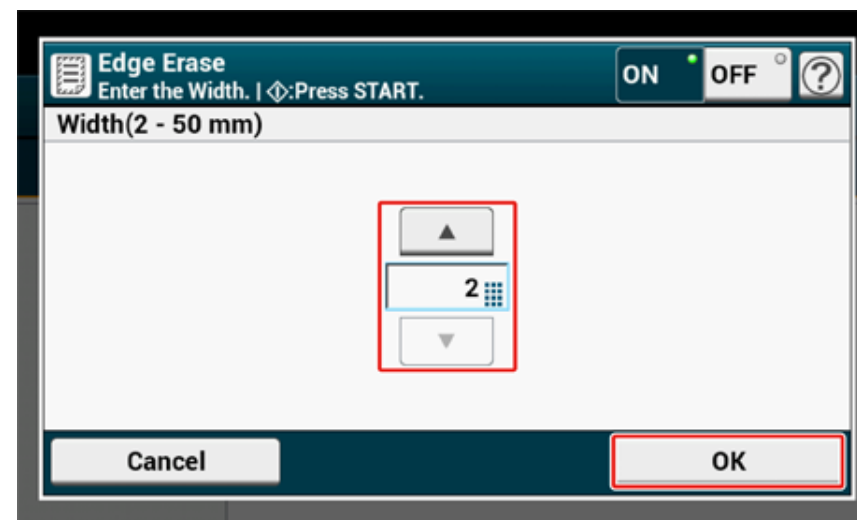 Edge Erase
Enter the Width. | :Press START.
ON
OFF
?
Width(2 - 50 mm)
2
Cancel
OK